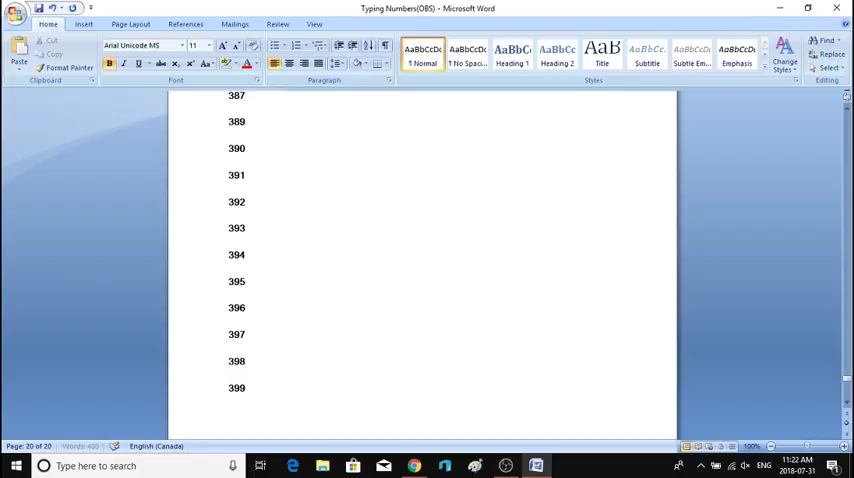 Typing Numbers(OBS) - Microsoft Word
Home Insert Page Layout References Mailings Review View
Paste
Cut
Copy
Format Painter
Clipboard
Arial Unicode MS 11
B I U abc x₂ x² Aa
Font
Paragraph
AaBbCcDc AaBbCcDc AaBbC AaBbCc AaB AaBbCc. AaBbCcDc AaBbCcDc
¶ Normal ¶ No Spaci... Heading 1 Heading 2 Title Subtitle Subtle Em... Emphasis
Change Styles
Styles
Find
Replace
Select
Editing
387
389
390
391
392
393
394
395
396
397
398
399
Page: 20 of 20 Words: 400 English (Canada) 100%
Type here to search
ENG
11:22 AM
2018-07-31